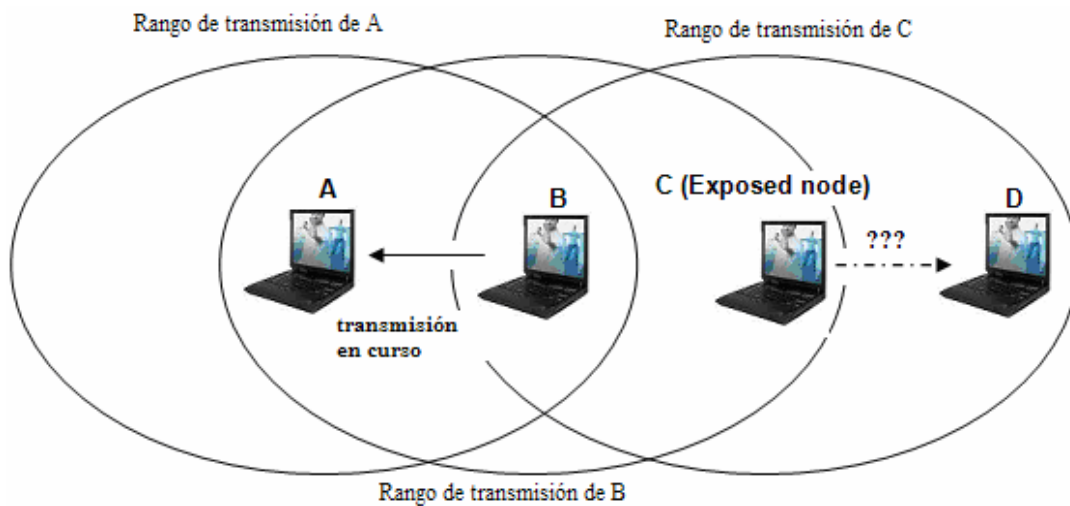 Rango de transmisión de A
Rango de transmisión de C
A
B
C (Exposed node)
D
???
transmisión
en curso
Rango de transmisión de B